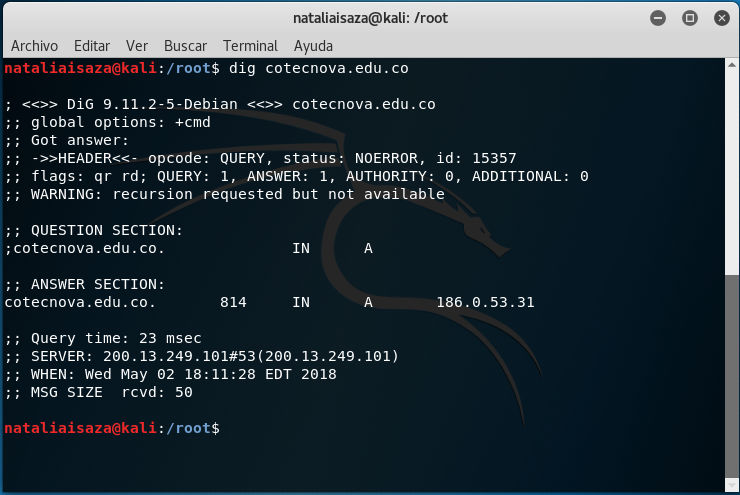 nataliaisaza@kali: /root
Archivo Editar Ver Buscar Terminal Ayuda
nataliaisaza@kali:/root$ dig cotecnova.edu.co
; <<>> DiG 9.11.2-5-Debian <<>> cotecnova.edu.co
;; global options: +cmd
;; Got answer:
;; ->>HEADER<<- opcode: QUERY, status: NOERROR, id: 15357
;; flags: qr rd; QUERY: 1, ANSWER: 1, AUTHORITY: 0, ADDITIONAL: 0
;; WARNING: recursion requested but not available
;; QUESTION SECTION:
;cotecnova.edu.co. IN A
;; ANSWER SECTION:
cotecnova.edu.co. 814 IN A 186.0.53.31
;; Query time: 23 msec
;; SERVER: 200.13.249.101#53(200.13.249.101)
;; WHEN: Wed May 02 18:11:28 EDT 2018
;; MSG SIZE rcvd: 50
nataliaisaza@kali:/root$